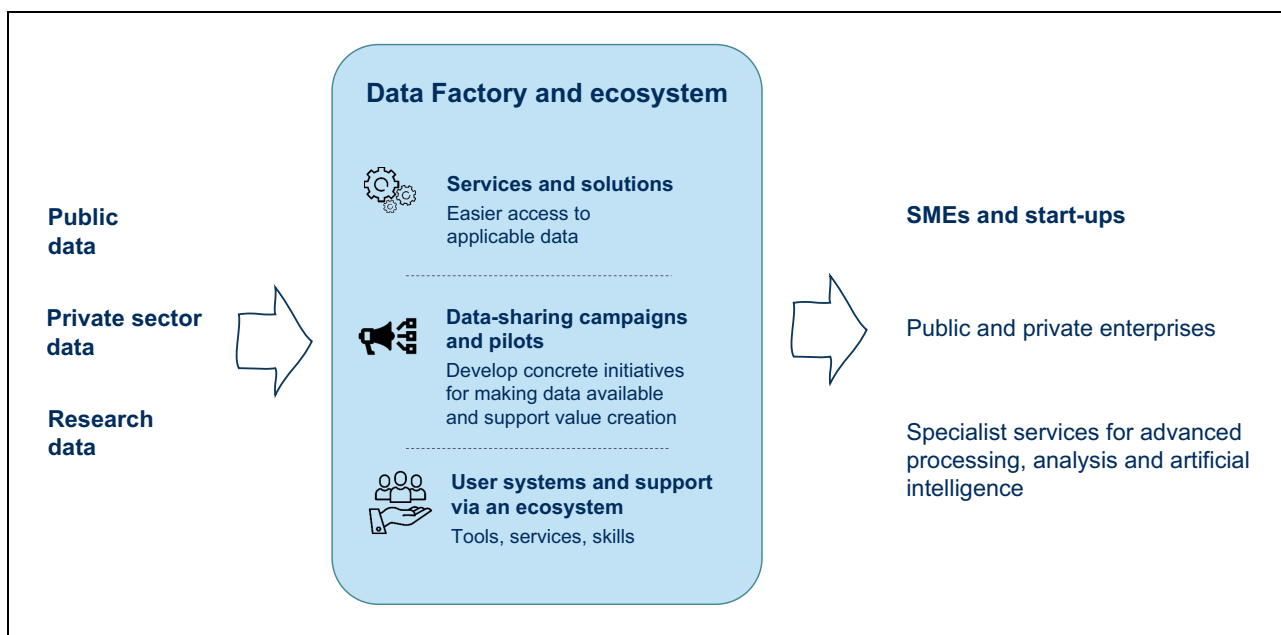 Public
data
Private sector
data
Research
data
Data Factory and ecosystem
Services and solutions
Easier access to
applicable data
Data-sharing campaigns
and pilots
Develop concrete initiatives
for making data available
and support value creation
User systems and support
via an ecosystem
Tools, services, skills
SMEs and start-ups
Public and private enterprises
Specialist services for advanced
processing, analysis and artificial
intelligence